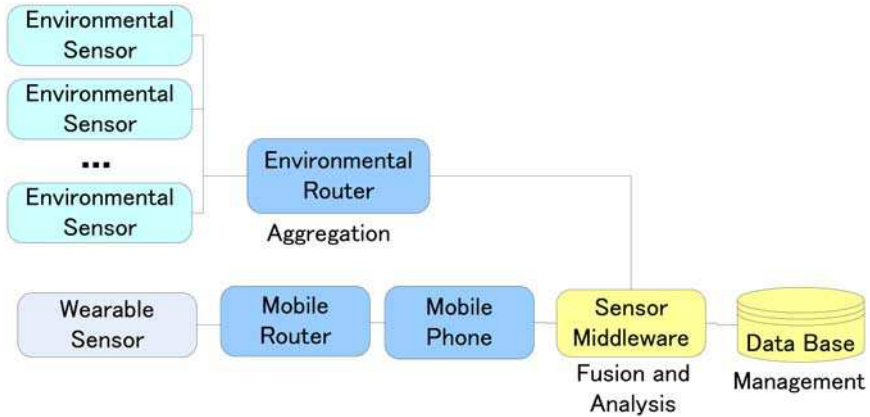 Environmental
Sensor
Environmental
Sensor
...
Environmental
Sensor
Environmental
Router
Aggregation
Wearable
Sensor
Mobile
Router
Mobile
Phone
Sensor
Middleware
Fusion and
Analysis
Data Base
Management